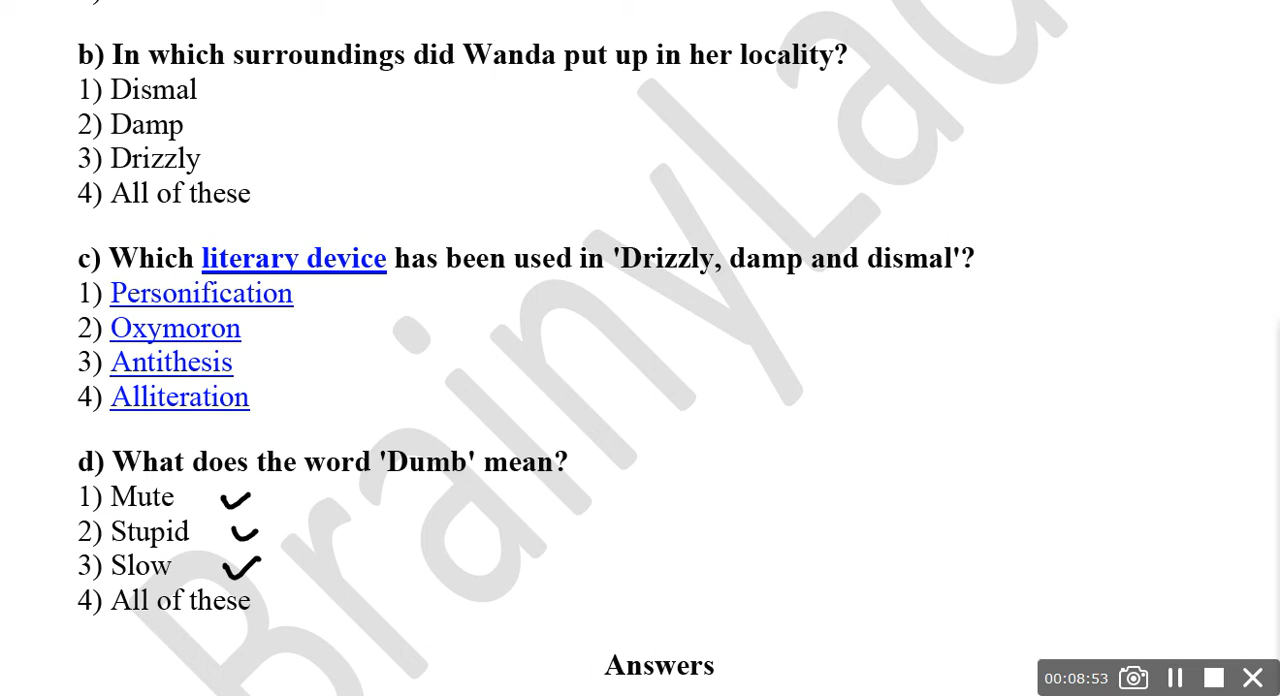 b) In which surroundings did Wanda put up in her locality?
1) Dismal
2) Damp
3) Drizzly
4) All of these
c) Which literary device has been used in 'Drizzly, damp and dismal'?
1) Personification
2) Oxymoron
3) Antithesis
4) Alliteration
d) What does the word 'Dumb' mean?
1) Mute
2) Stupid
3) Slow
4) All of these
Answers
00:08:53